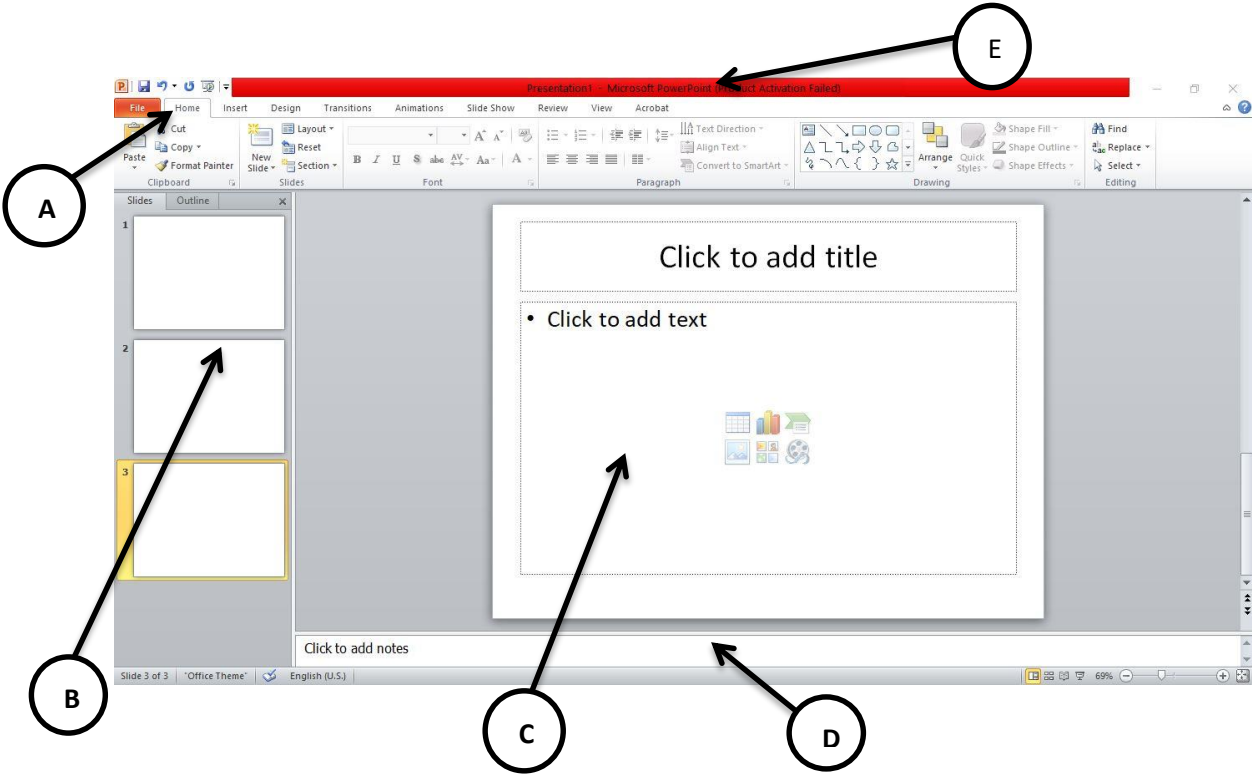 E
Presentation1 - Microsoft PowerPoint (Product Activation Failed)
File Home Insert Design Transitions Animations Slide Show Review View Acrobat
Paste
Cut
Copy
Format Painter
Clipboard
New Slide
Layout
Reset
Section
Slides
B I U S abc AV Aa A
A A
Font
Text Direction
Align Text
Convert to SmartArt
Paragraph
Arrange
Quick Styles
Shape Fill
Shape Outline
Shape Effects
Drawing
Find
Replace
Select
Editing
A
Slides Outline
1
2
3
Click to add title
• Click to add text
Click to add notes
Slide 3 of 3 "Office Theme" English (U.S.) 69%
B
C
D